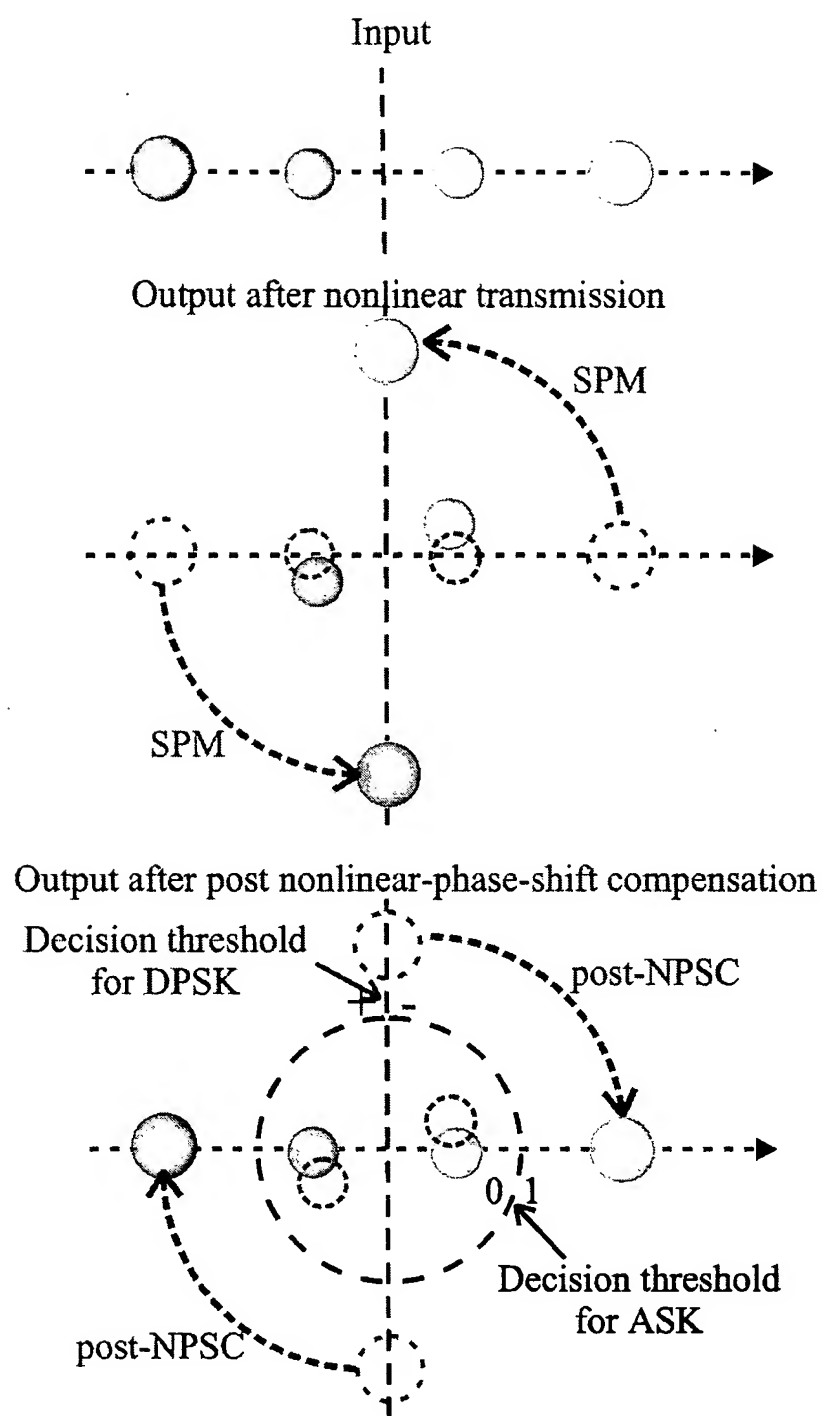 Input
Output after nonlinear transmission
SPM
SPM
Output after post nonlinear-phase-shift compensation
Decision threshold
for DPSK
post-NPSC
+ -
0 1
Decision threshold
for ASK
post-NPSC